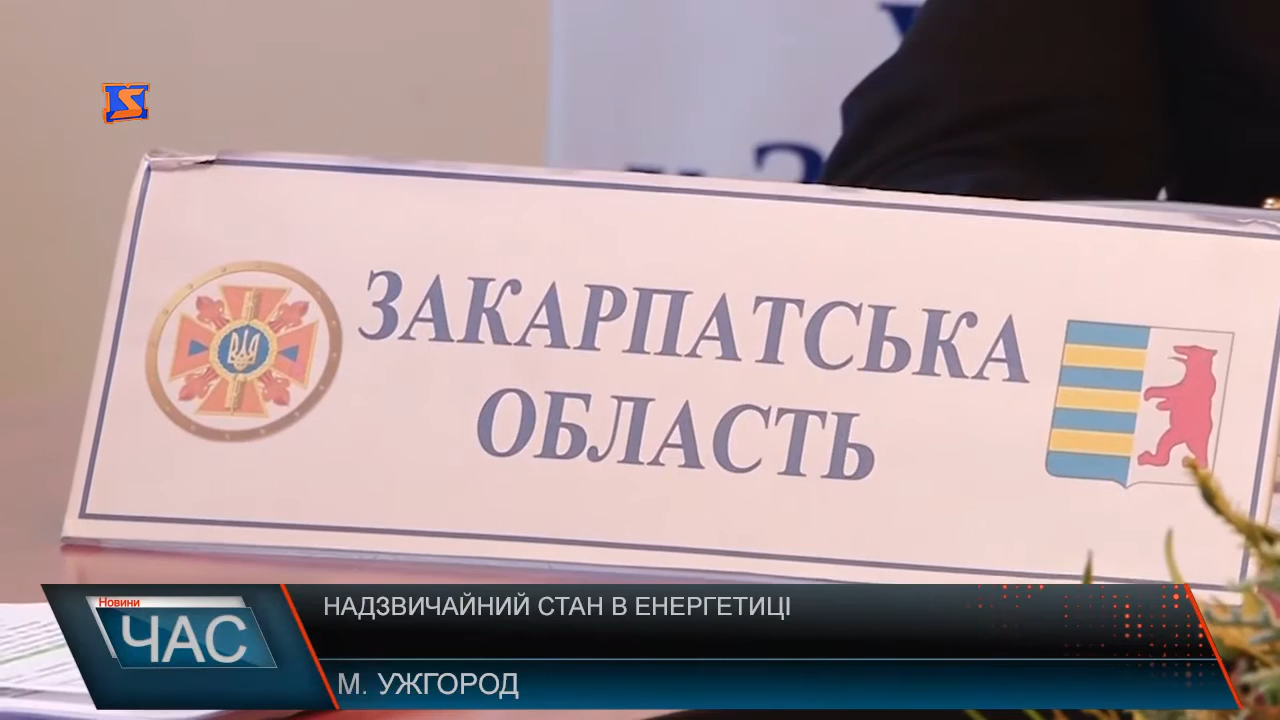 ЗАКАРПАТСЬКА
ОБЛАСТЬ
Новини
ЧАС
НАДЗВИЧАЙНИЙ СТАН В ЕНЕРГЕТИЦІ
М. УЖГОРОД